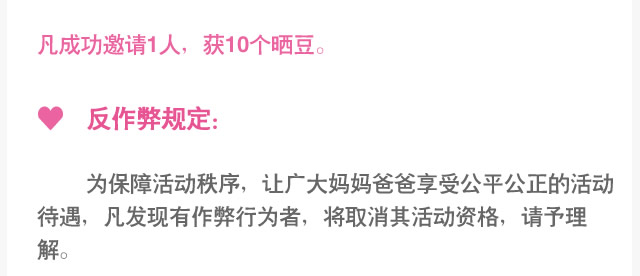 凡成功邀请1人，获10个晒豆。
反作弊规定：
为保障活动秩序，让广大妈妈爸爸享受公平公正的活动
待遇，凡发现有作弊行为者，将取消其活动资格，请予理
解。